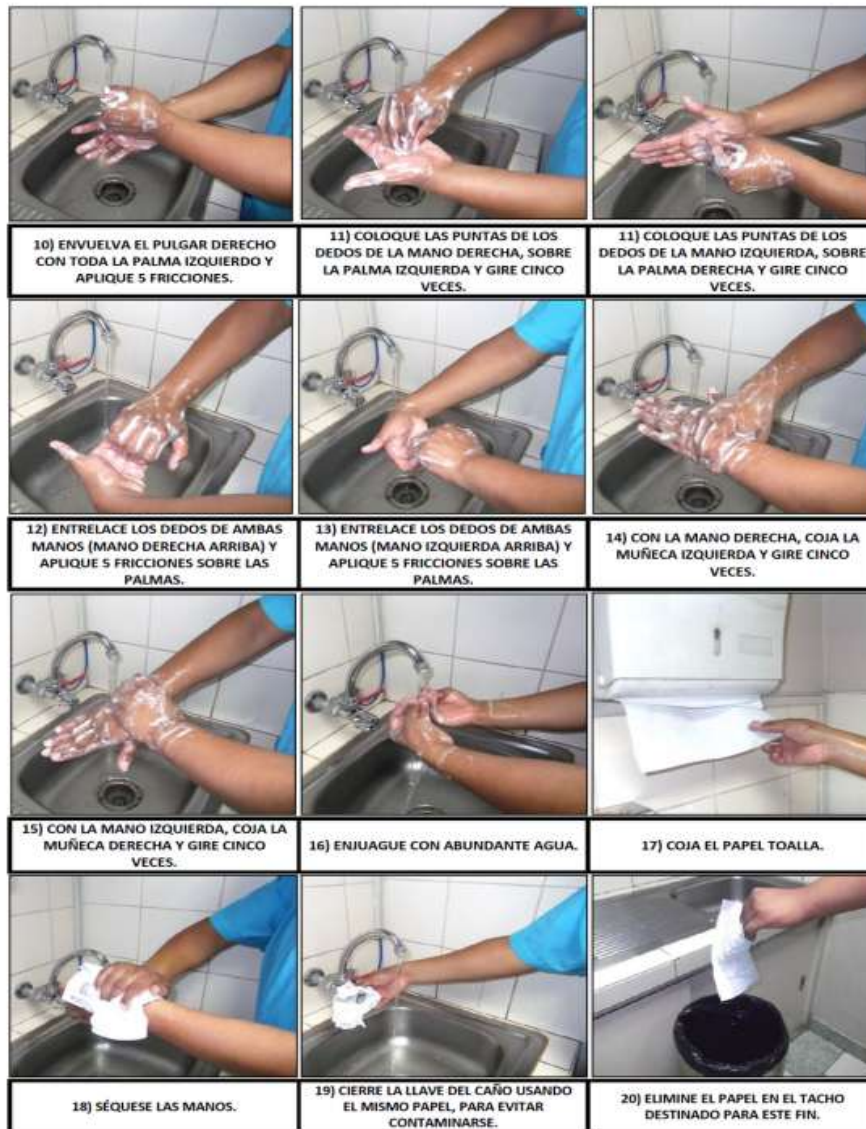 10) ENVUELVA EL PULGAR DERECHO
CON TODA LA PALMA IZQUIERDO Y
APLIQUE 5 FRICCIONES.
11) COLOQUE LAS PUNTAS DE LOS
DEDOS DE LA MANO DERECHA, SOBRE
LA PALMA IZQUIERDA Y GIRE CINCO
VECES.
11) COLOQUE LAS PUNTAS DE LOS
DEDOS DE LA MANO IZQUIERDA, SOBRE
LA PALMA DERECHA Y GIRE CINCO
VECES.
12) ENTRELACE LOS DEDOS DE AMBAS
MANOS (MANO DERECHA ARRIBA) Y
APLIQUE 5 FRICCIONES SOBRE LAS
PALMAS.
13) ENTRELACE LOS DEDOS DE AMBAS
MANOS (MANO IZQUIERDA ARRIBA) Y
APLIQUE 5 FRICCIONES SOBRE LAS
PALMAS.
14) CON LA MANO DERECHA, COJA LA
MUÑECA IZQUIERDA Y GIRE CINCO
VECES.
15) CON LA MANO IZQUIERDA, COJA LA
MUÑECA DERECHA Y GIRE CINCO
VECES.
16) ENJUAGUE CON ABUNDANTE AGUA.
17) COJA EL PAPEL TOALLA.
18) SÉQUESE LAS MANOS.
19) CIERRE LA LLAVE DEL CAÑO USANDO
EL MISMO PAPEL, PARA EVITAR
CONTAMINARSE.
20) ELIMINE EL PAPEL EN EL TACHO
DESTINADO PARA ESTE FIN.